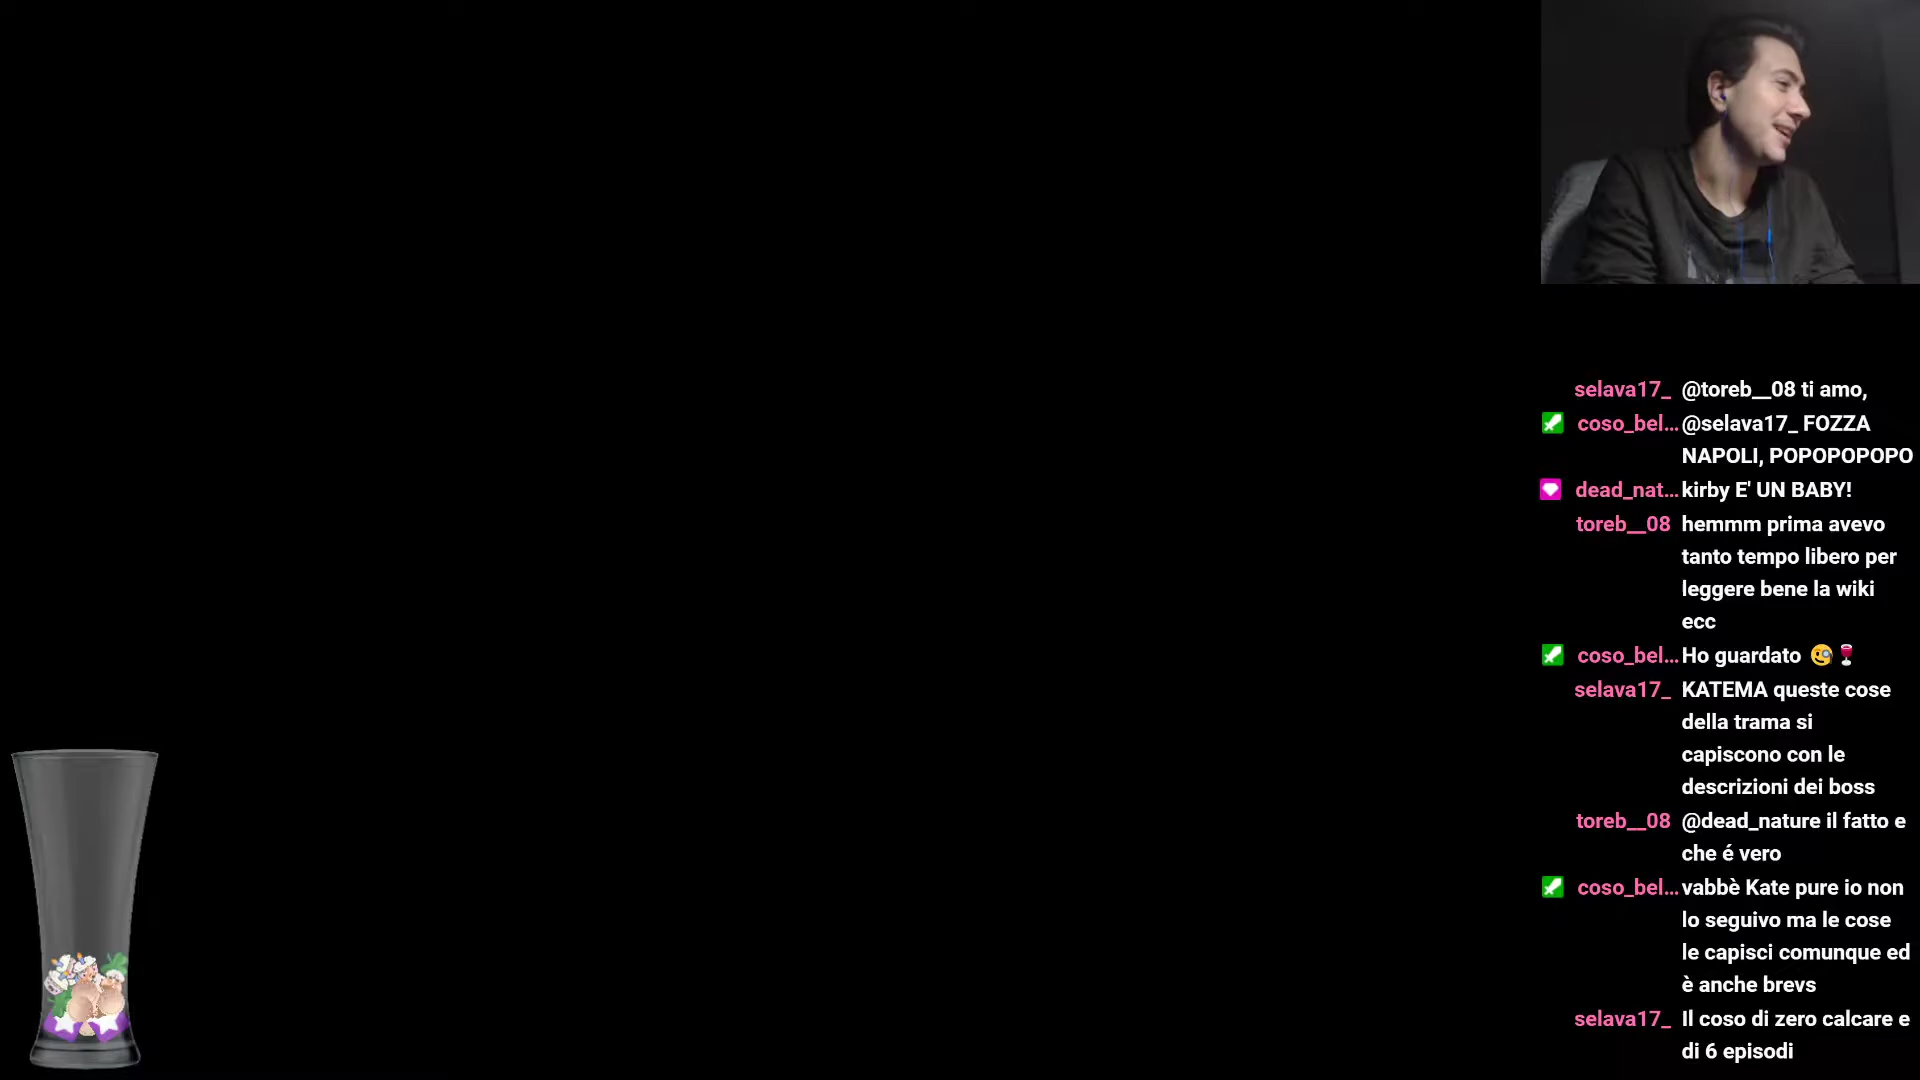 selava17_ @toreb__08 ti amo,
coso_bel... @selava17_ FOZZA
NAPOLI, POPOPOPOPO
dead_nat... kirby E' UN BABY!
toreb__08 hemmm prima avevo
tanto tempo libero per
leggere bene la wiki
ecc
coso_bel... Ho guardato 🧐🍷
selava17_ KATEMA queste cose
della trama si
capiscono con le
descrizioni dei boss
toreb__08 @dead_nature il fatto e
che é vero
coso_bel... vabbè Kate pure io non
lo seguivo ma le cose
le capisci comunque ed
è anche brevs
selava17_ Il coso di zero calcare e
di 6 episodi